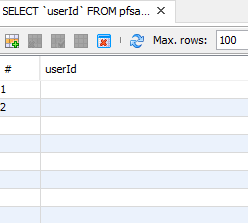 SELECT `userId` FROM pfsa...
Max. rows: 100
# userId
1
2